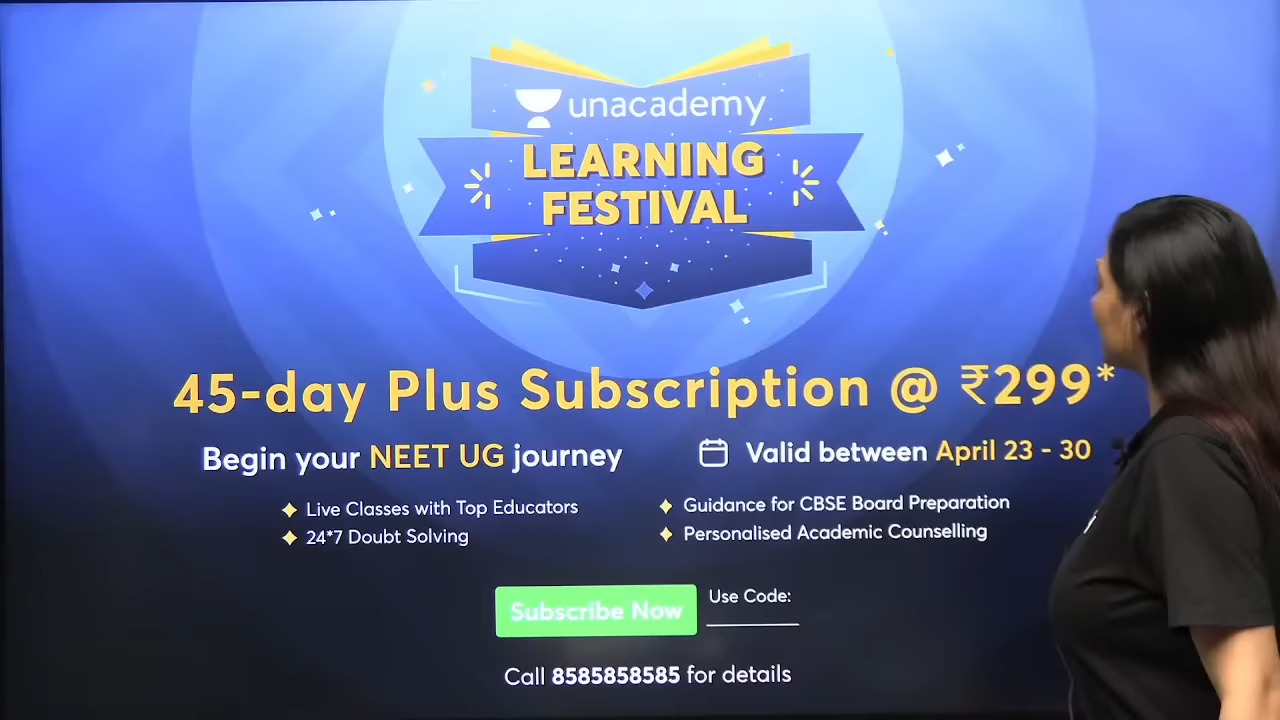 unacademy
LEARNING
FESTIVAL
45-day Plus Subscription @ ₹299*
Begin your NEET UG journey
Valid between April 23 - 30
Live Classes with Top Educators
Guidance for CBSE Board Preparation
24*7 Doubt Solving
Personalised Academic Counselling
Subscribe Now
Use Code:
Call 8585858585 for details